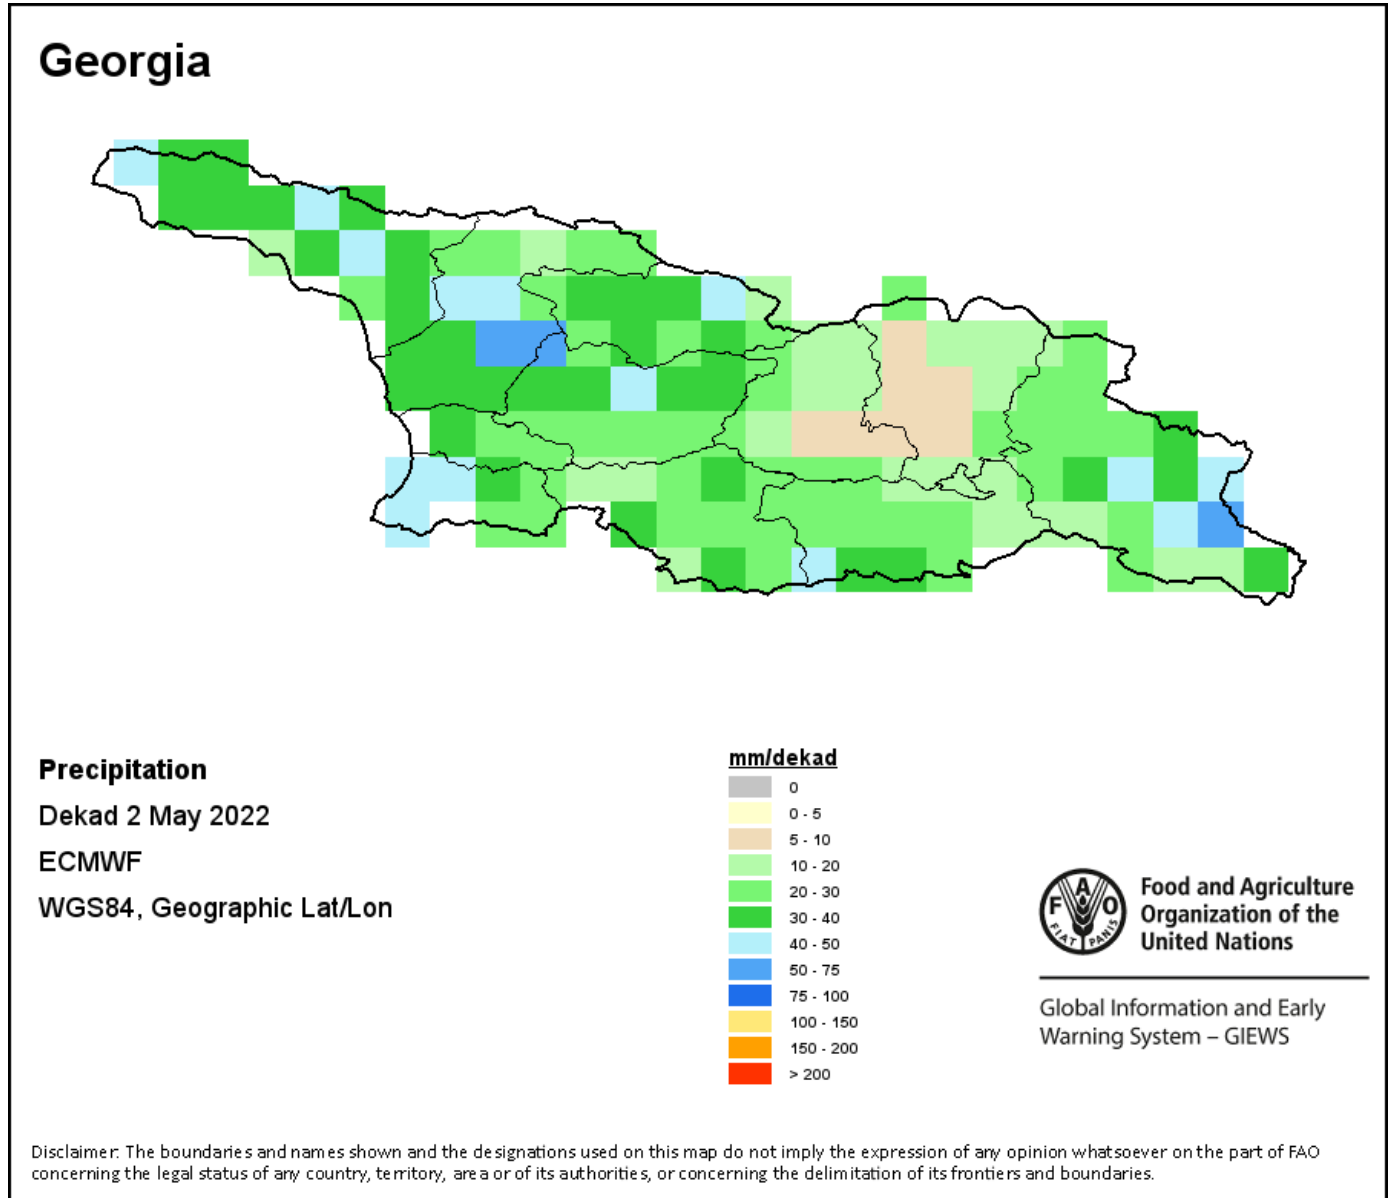 Georgia
Precipitation
Dekad 2 May 2022
ECMWF
WGS84, Geographic Lat/Lon
mm/dekad
0
0 - 5
5 - 10
10 - 20
20 - 30
30 - 40
40 - 50
50 - 75
75 - 100
100 - 150
150 - 200
> 200
F A O
FIAT PANIS
Food and Agriculture
Organization of the
United Nations
Global Information and Early
Warning System – GIEWS
Disclaimer: The boundaries and names shown and the designations used on this map do not imply the expression of any opinion whatsoever on the part of FAO
concerning the legal status of any country, territory, area or of its authorities, or concerning the delimitation of its frontiers and boundaries.